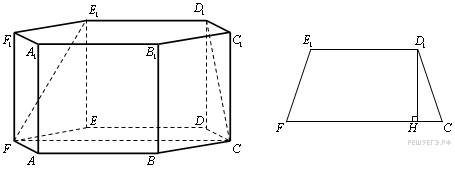 E₁ D₁
F₁ C₁
A₁ B₁
E D
F C
A B
E₁ D₁
F H C
РЕШУЕГЭ.РФ